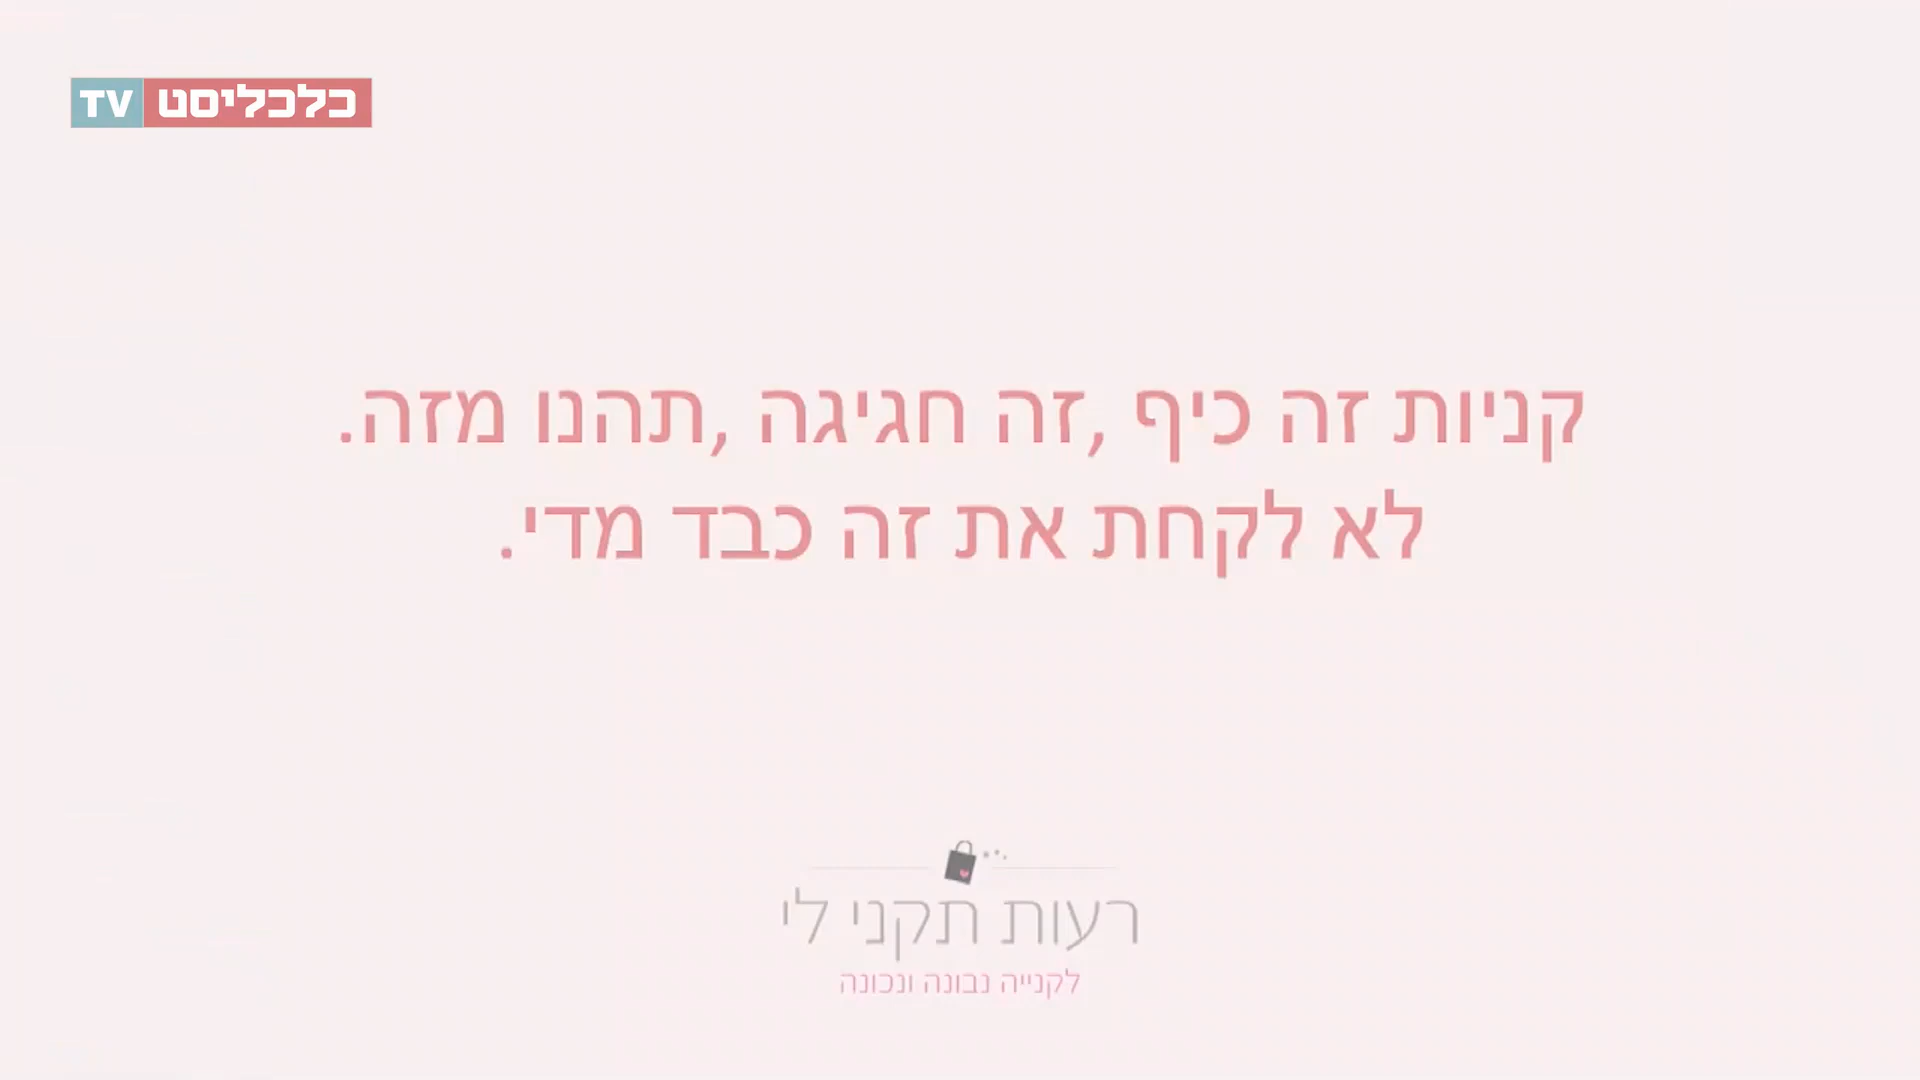 כלכליסט TV
קניות זה כיף ,זה חגיגה ,תהנו מזה.
לא לקחת את זה כבד מדי.
רעות תקני לי
לקנייה נבונה ונכונה